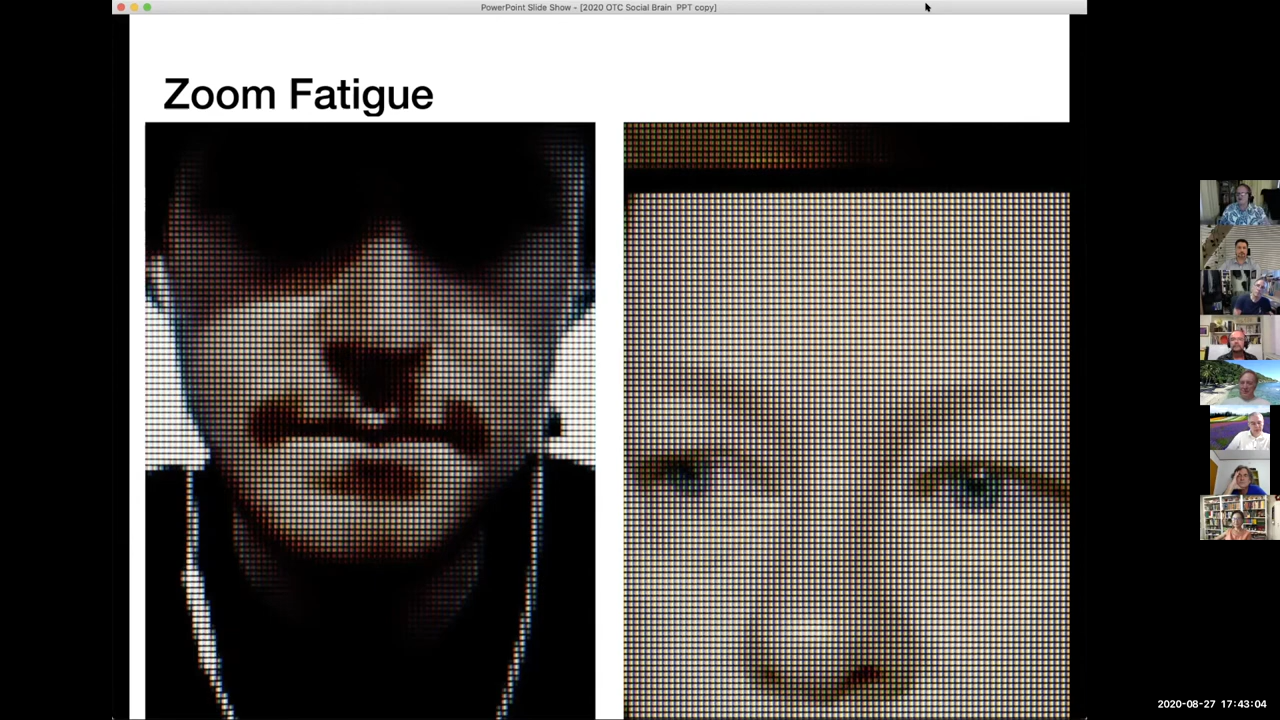 PowerPoint Slide Show - [2020 OTC Social Brain  PPT copy]
Zoom Fatigue
2020-08-27  17:43:04